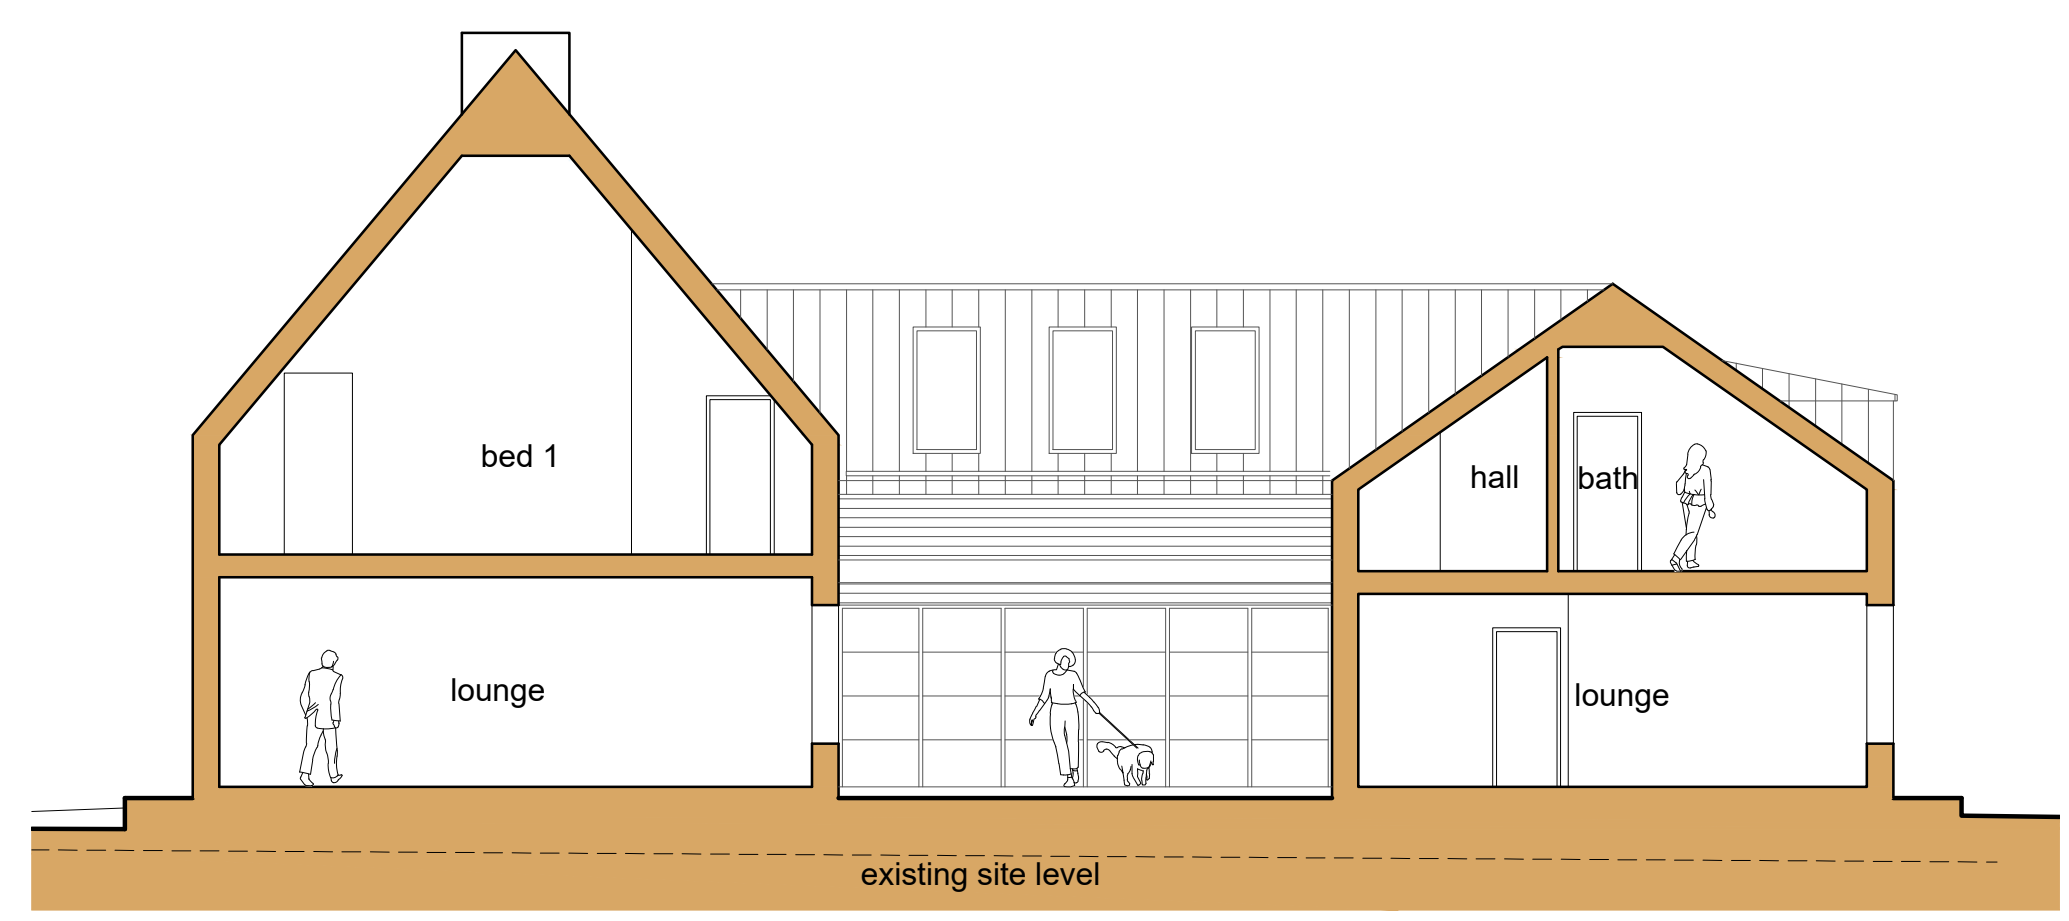 bed 1
hall
bath
lounge
lounge
existing site level